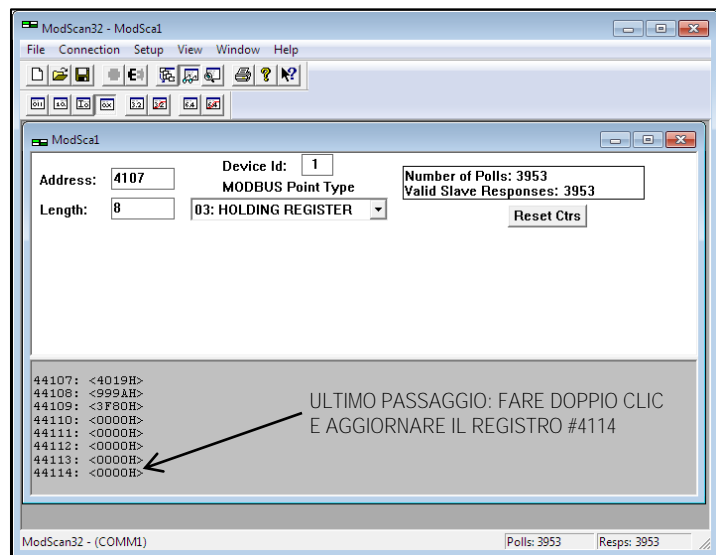 ModScan32 - ModSca1
File Connection Setup View Window Help
ModSca1
Address: 4107
Device Id: 1
MODBUS Point Type
Number of Polls: 3953
Valid Slave Responses: 3953
Length: 8
03: HOLDING REGISTER
Reset Ctrs
44107: <4019H>
44108: <999AH>
44109: <3F80H>
44110: <0000H>
44111: <0000H>
44112: <0000H>
44113: <0000H>
44114: <0000H>
ULTIMO PASSAGGIO: FARE DOPPIO CLIC
E AGGIORNARE IL REGISTRO #4114
ModScan32 - (COMM1)
Polls: 3953
Resps: 3953